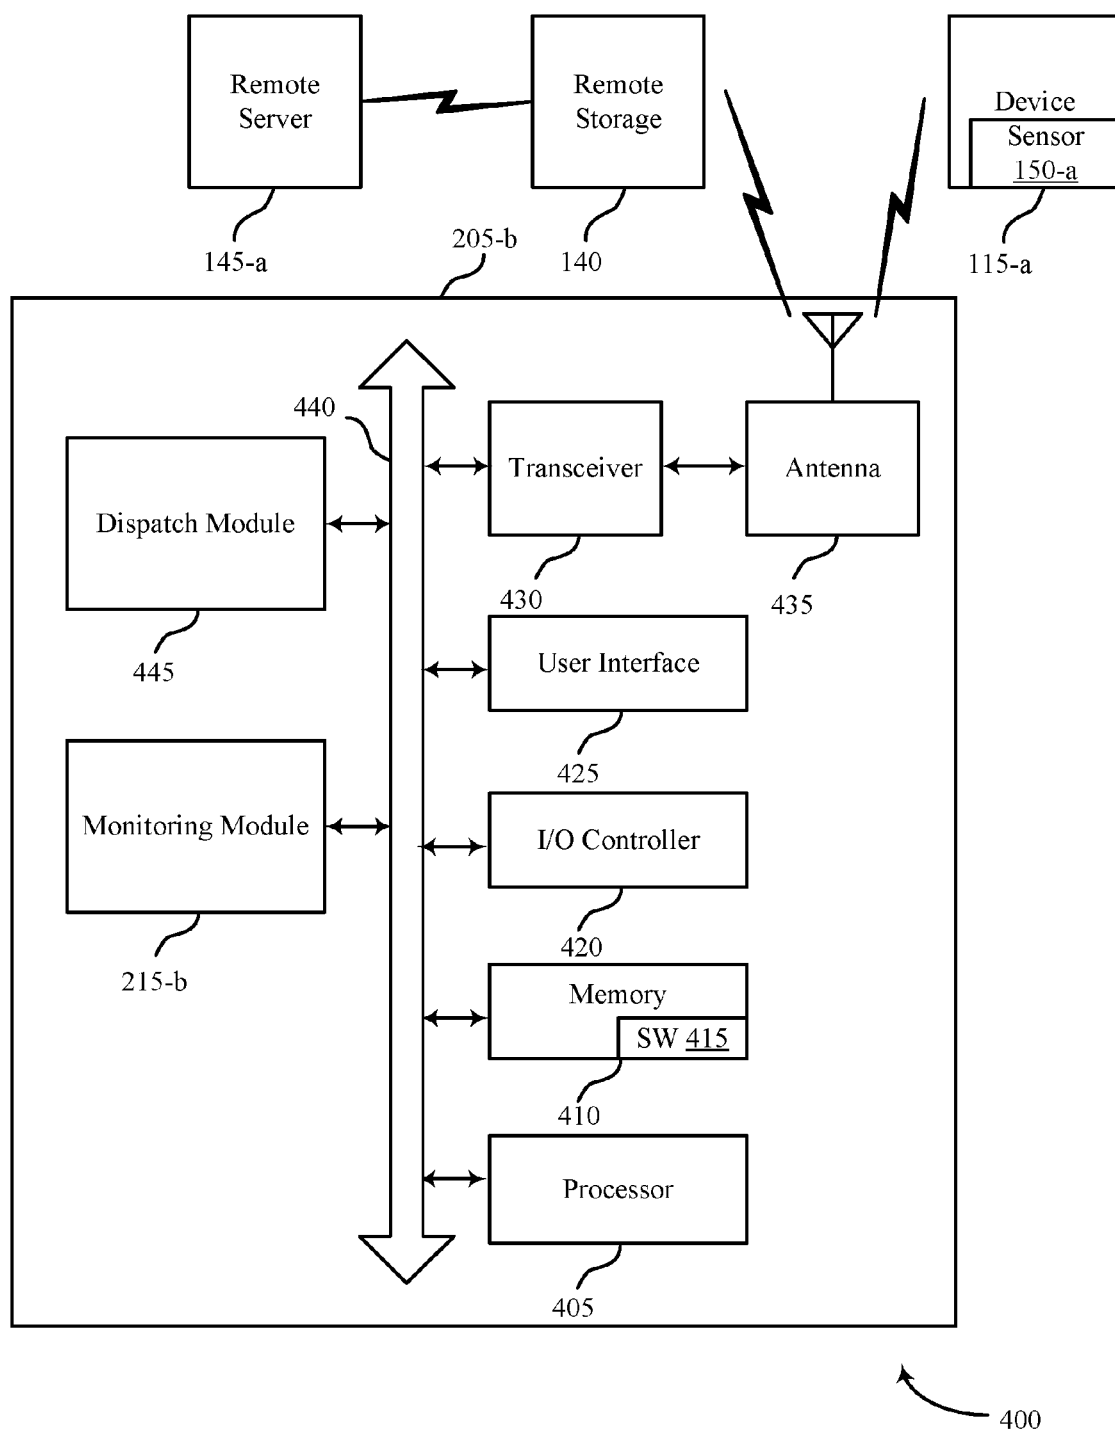 Remote
Server
Remote
Storage
Device
Sensor
150-a
145-a
140
115-a
205-b
440
Transceiver
Antenna
Dispatch Module
430
435
445
User Interface
425
Monitoring Module
I/O Controller
420
215-b
Memory
SW 415
410
Processor
405
400